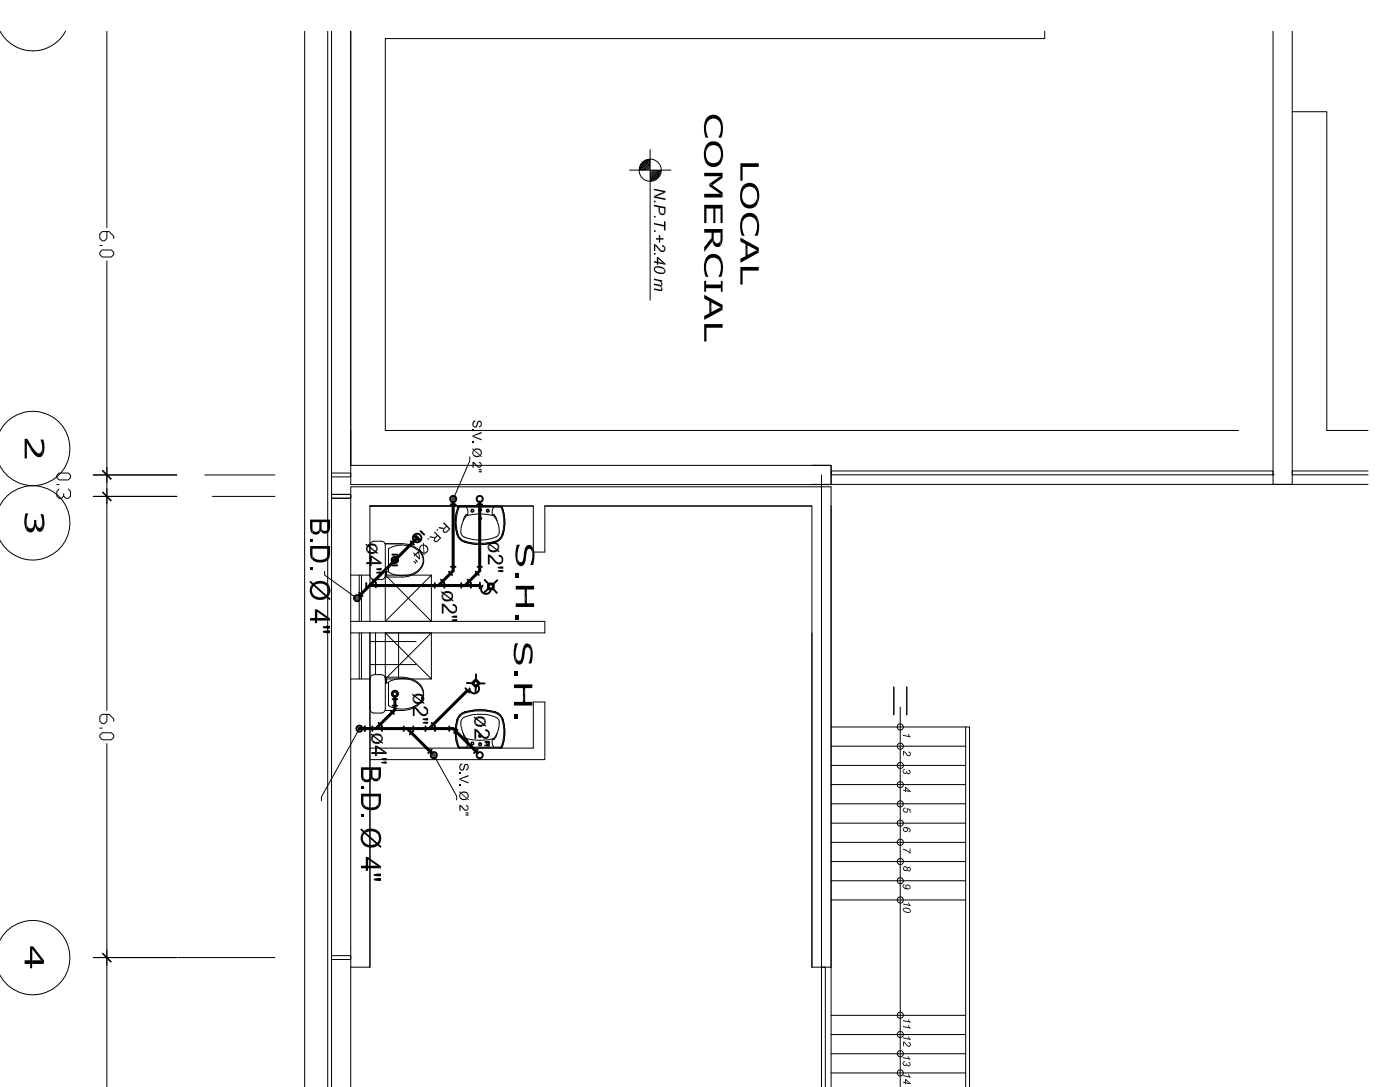 LOCAL
COMERCIAL
N.P.T.+2.40 m
6.0
2
0.3
3
S.V. Ø 2"
R.R. Ø4"
ø4"
ø2"
ø2"
S.H.
B.D. Ø 4"
S.H.
ø2"
ø2"
ø4"
S.V. Ø 2"
B.D. Ø 4"
6.0
4
1
2
3
4
5
6
7
8
9
10
11
12
13
14